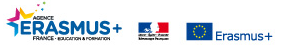 AGENCE
ERASMUS+
FRANCE • EDUCATION & FORMATION
Erasmus+